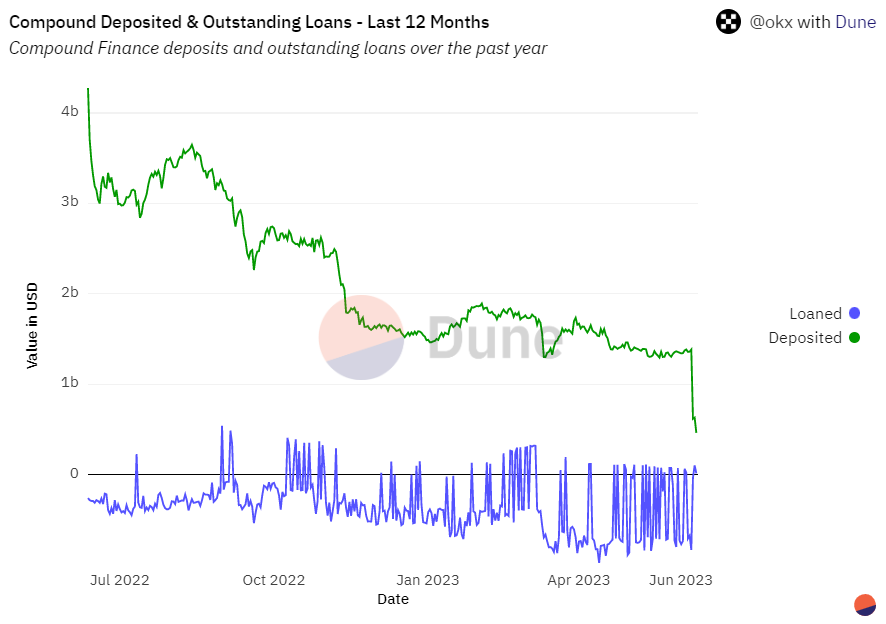 Compound Deposited & Outstanding Loans - Last 12 Months
@okx with Dune
Compound Finance deposits and outstanding loans over the past year
4b
3b
2b
1b
0
Value in USD
Dune
Loaned
Deposited
Jul 2022
Oct 2022
Jan 2023
Apr 2023
Jun 2023
Date